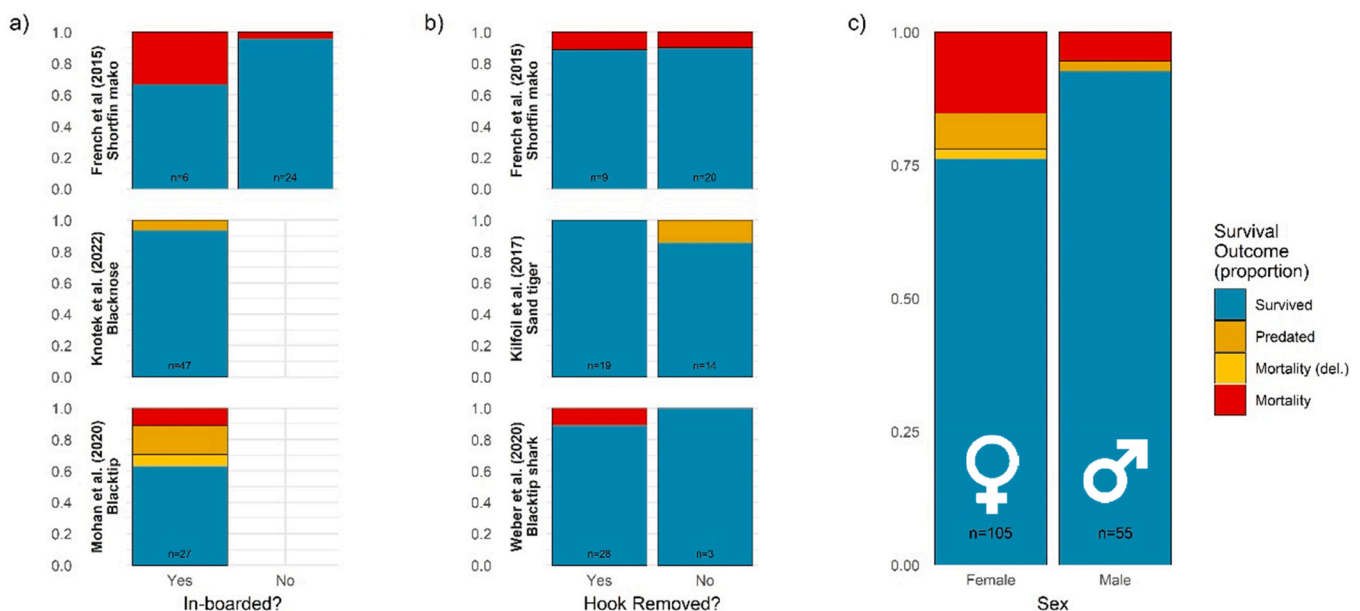 a)
French et al (2015)
Shortfin mako
1.0
0.8
0.6
0.4
0.2
0.0
n=6
n=24
Knotek et al. (2022)
Blacknose
1.0
0.8
0.6
0.4
0.2
0.0
n=47
Mohan et al. (2020)
Blacktip
1.0
0.8
0.6
0.4
0.2
0.0
n=27
Yes
No
In-boarded?
b)
French et al. (2015)
Shortfin mako
1.0
0.8
0.6
0.4
0.2
0.0
n=9
n=20
Kilfoil et al. (2017)
Sand tiger
1.0
0.8
0.6
0.4
0.2
0.0
n=19
n=14
Weber et al. (2020)
Blacktip shark
1.0
0.8
0.6
0.4
0.2
0.0
n=28
n=3
Yes
No
Hook Removed?
c)
1.00
0.75
0.50
0.25
0.00
n=105
n=55
Female
Male
Sex
Survival
Outcome
(proportion)
Survived
Predated
Mortality (del.)
Mortality